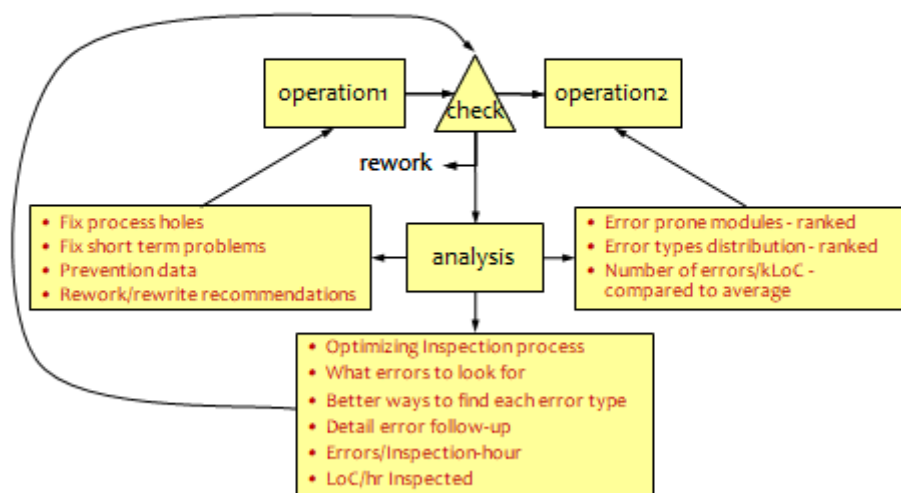 operation1
check
operation2
rework
• Fix process holes
• Fix short term problems
• Prevention data
• Rework/rewrite recommendations
analysis
• Error prone modules - ranked
• Error types distribution - ranked
• Number of errors/kLoC -
compared to average
• Optimizing Inspection process
• What errors to look for
• Better ways to find each error type
• Detail error follow-up
• Errors/Inspection-hour
• LoC/hr Inspected